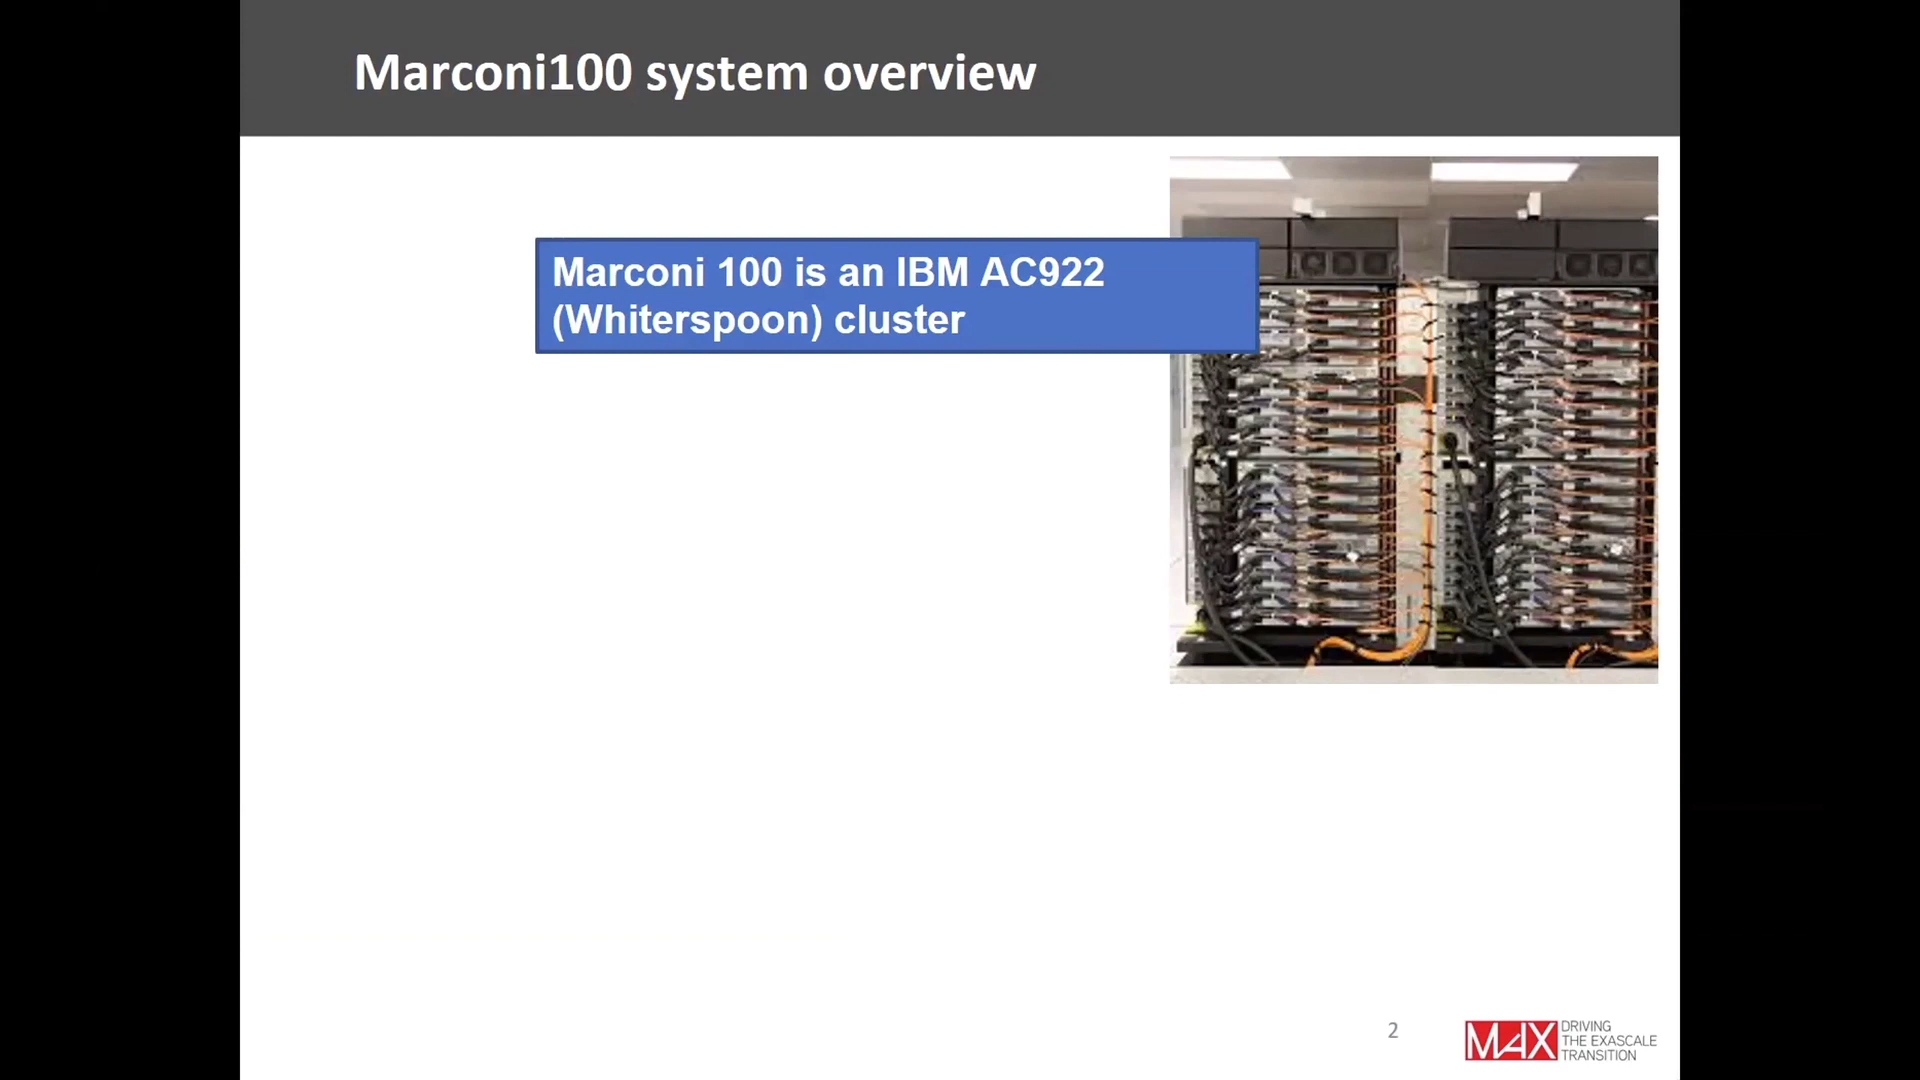 Marconi100 system overview
Marconi 100 is an IBM AC922
(Whiterspoon) cluster
2
MAX
DRIVING
THE EXASCALE
TRANSITION